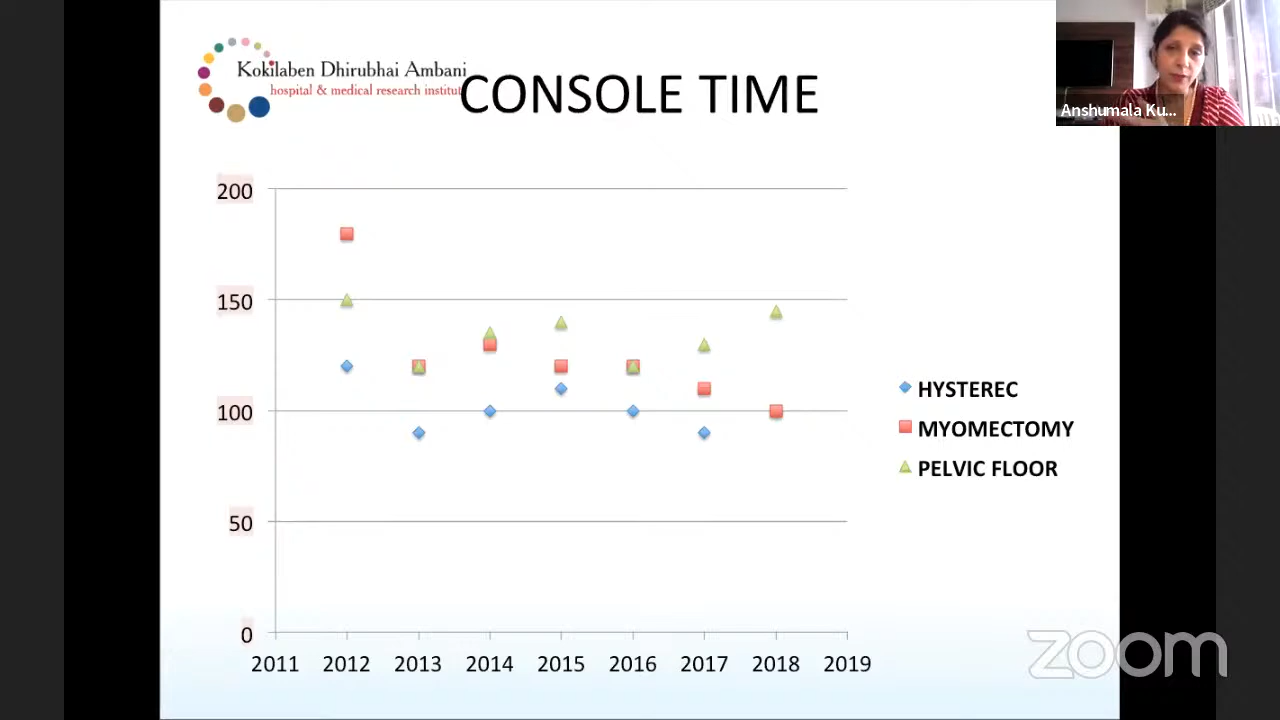 Kokilaben Dhirubhai Ambani
hospital & medical research institut
CONSOLE TIME
Anshumala Ku...
200
150
100
50
0
2011 2012 2013 2014 2015 2016 2017 2018 2019
HYSTEREC
MYOMECTOMY
PELVIC FLOOR
zoom